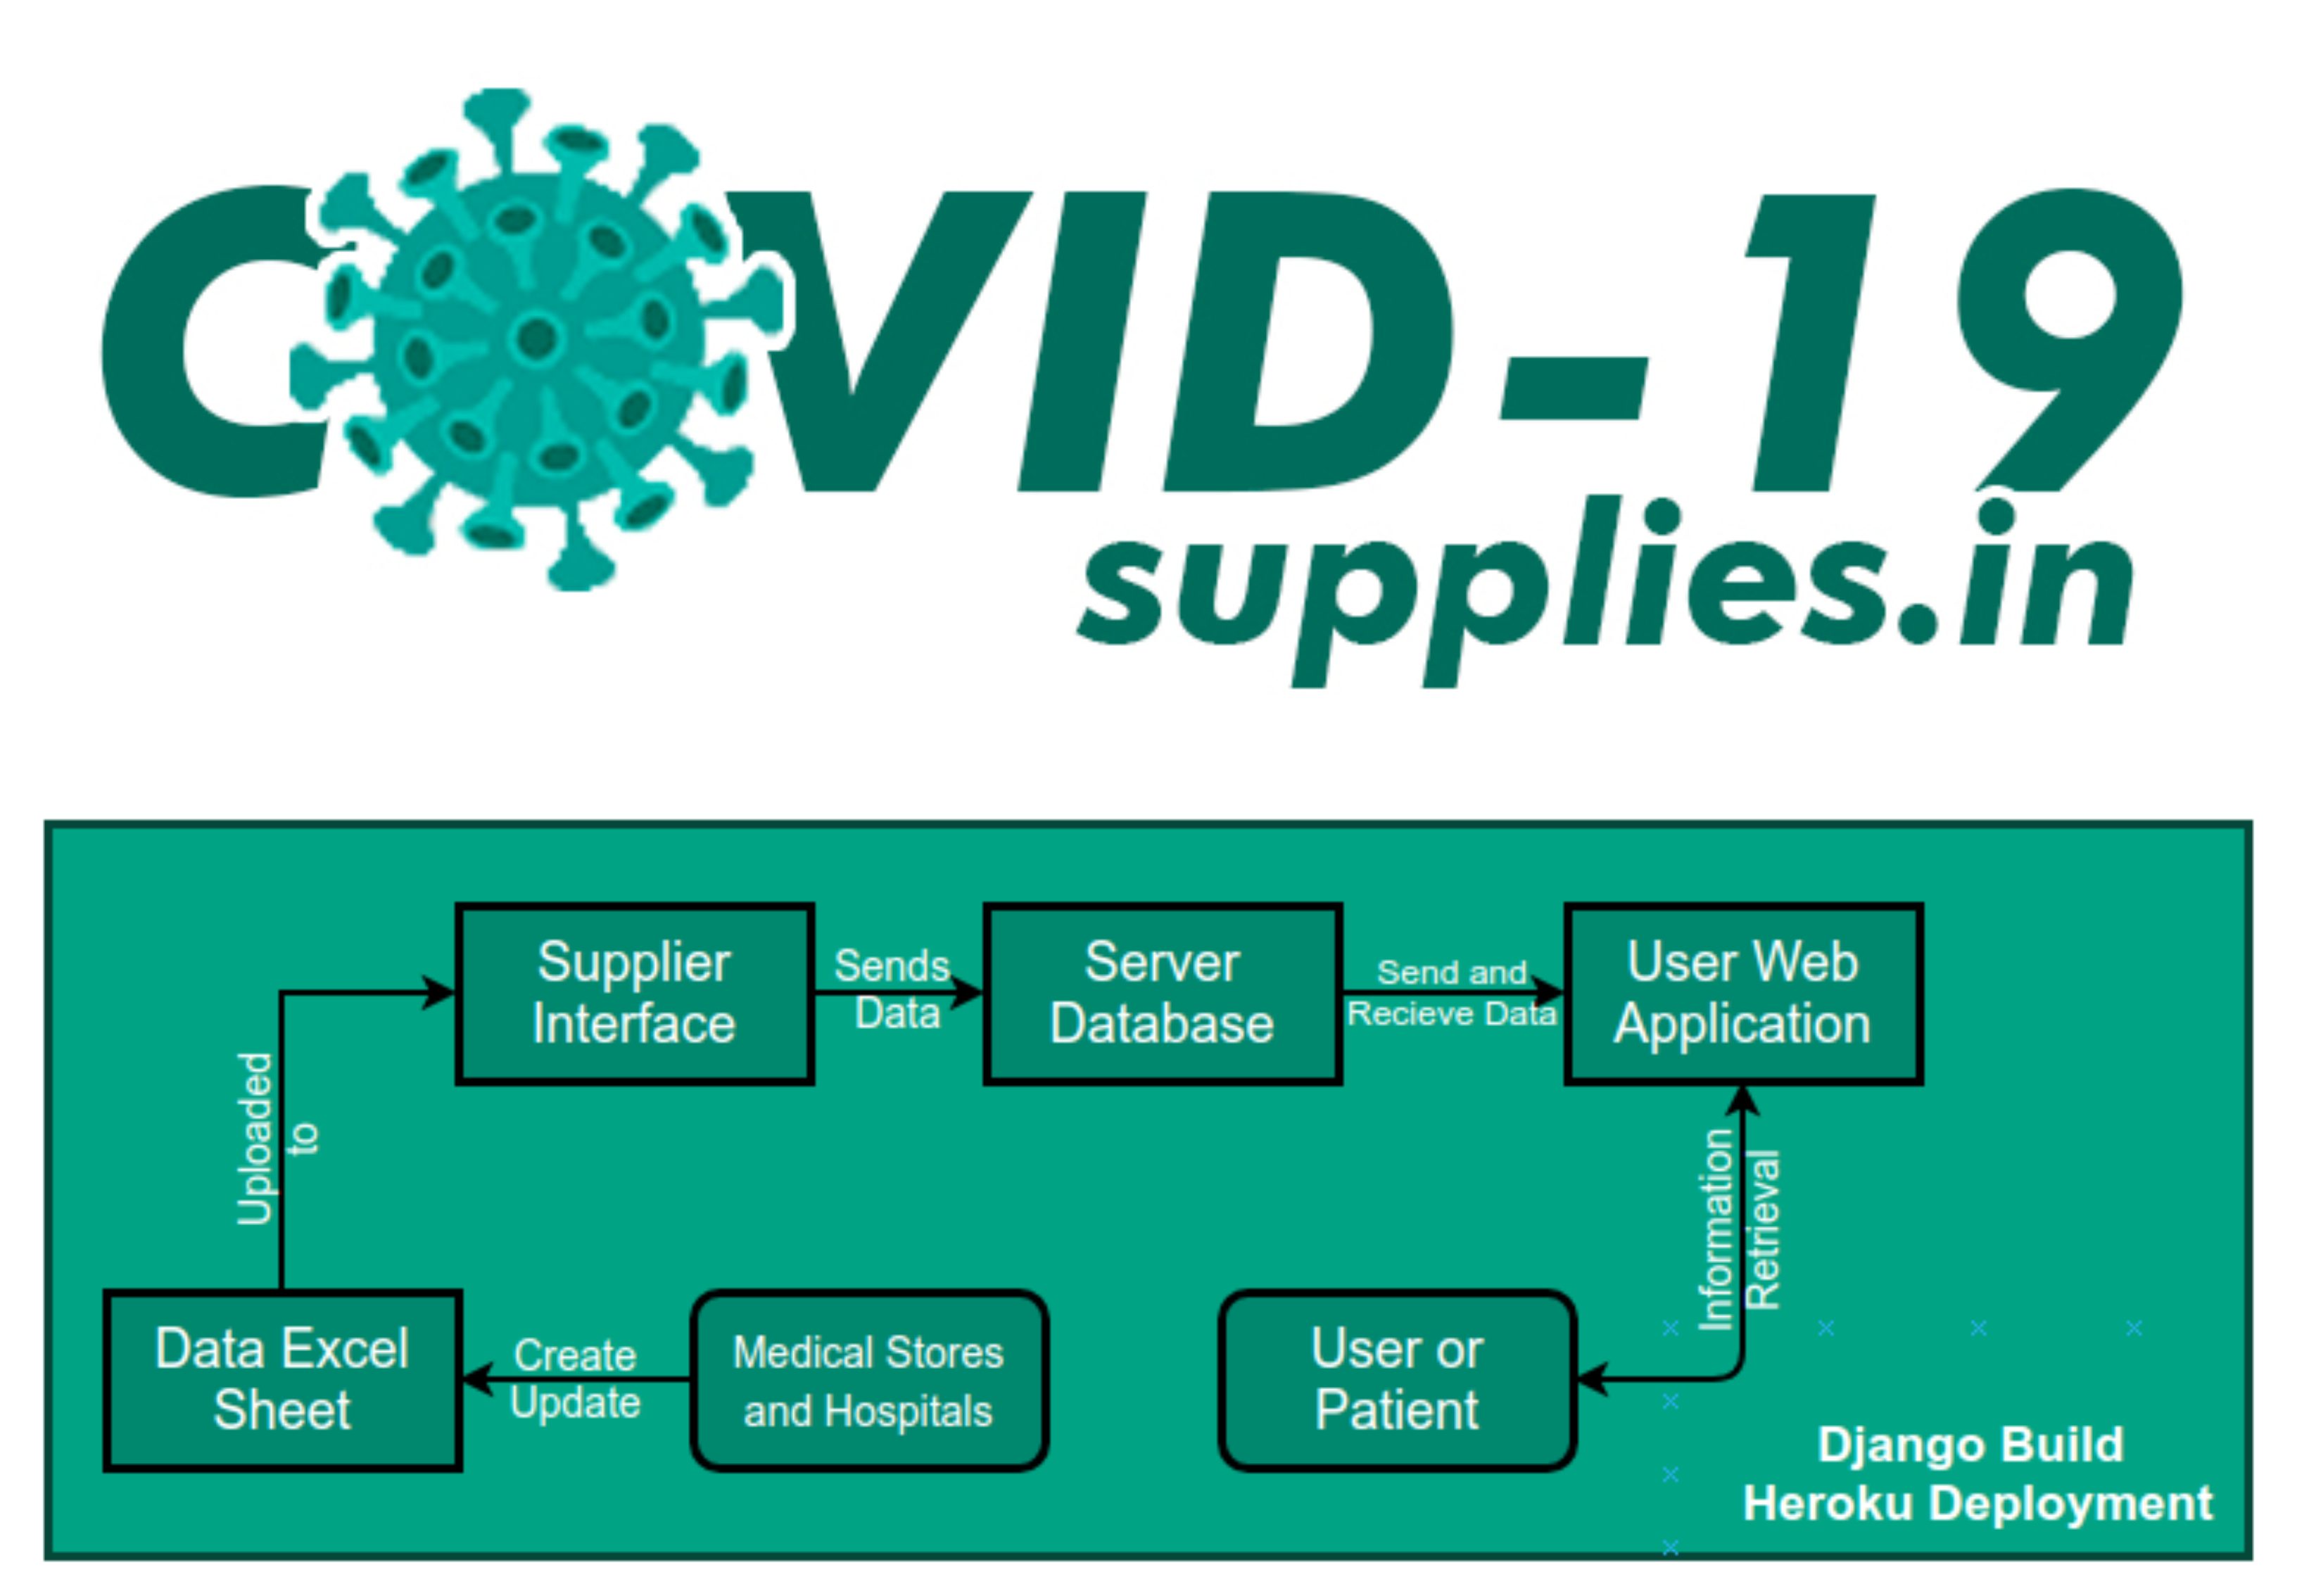 COVID-19
supplies.in
Supplier
Interface
Sends
Data
Server
Database
Send and
Recieve Data
User Web
Application
Uploaded
to
Information
Retrieval
Data Excel
Sheet
Create
Update
Medical Stores
and Hospitals
User or
Patient
Django Build
Heroku Deployment